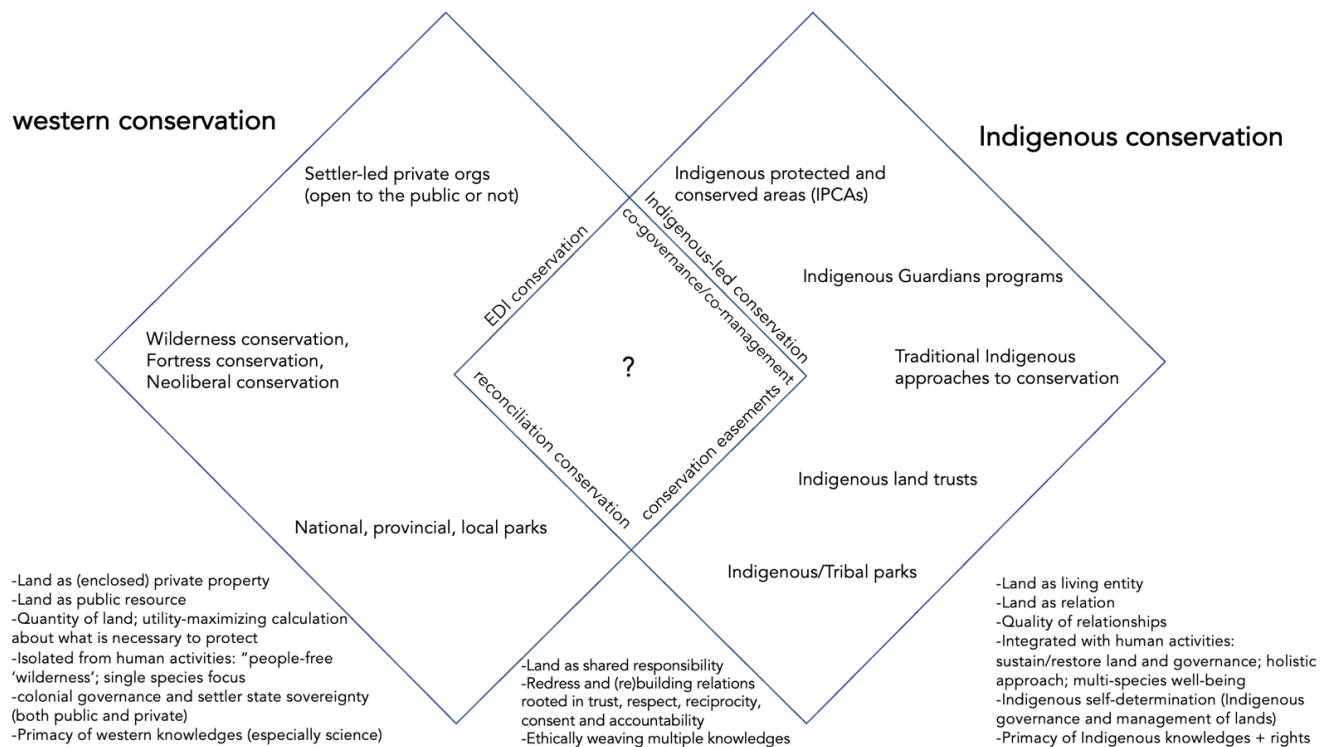 western conservation
Indigenous conservation
Settler-led private orgs
(open to the public or not)
Wilderness conservation,
Fortress conservation,
Neoliberal conservation
National, provincial, local parks
EDI conservation
reconciliation conservation
?
Indigenous-led conservation
co-governance/co-management
conservation easements
Indigenous protected and
conserved areas (IPCAs)
Indigenous Guardians programs
Traditional Indigenous
approaches to conservation
Indigenous land trusts
Indigenous/Tribal parks
-Land as (enclosed) private property
-Land as public resource
-Quantity of land; utility-maximizing calculation
about what is necessary to protect
-Isolated from human activities: “people-free
‘wilderness’; single species focus
-colonial governance and settler state sovereignty
(both public and private)
-Primacy of western knowledges (especially science)
-Land as shared responsibility
-Redress and (re)building relations
rooted in trust, respect, reciprocity,
consent and accountability
-Ethically weaving multiple knowledges
-Land as living entity
-Land as relation
-Quality of relationships
-Integrated with human activities:
sustain/restore land and governance; holistic
approach; multi-species well-being
-Indigenous self-determination (Indigenous
governance and management of lands)
-Primacy of Indigenous knowledges + rights